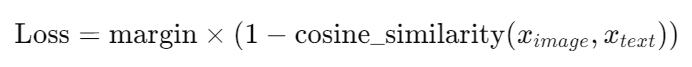 Loss = margin × (1 − cosine_similarity(x_image, x_text))